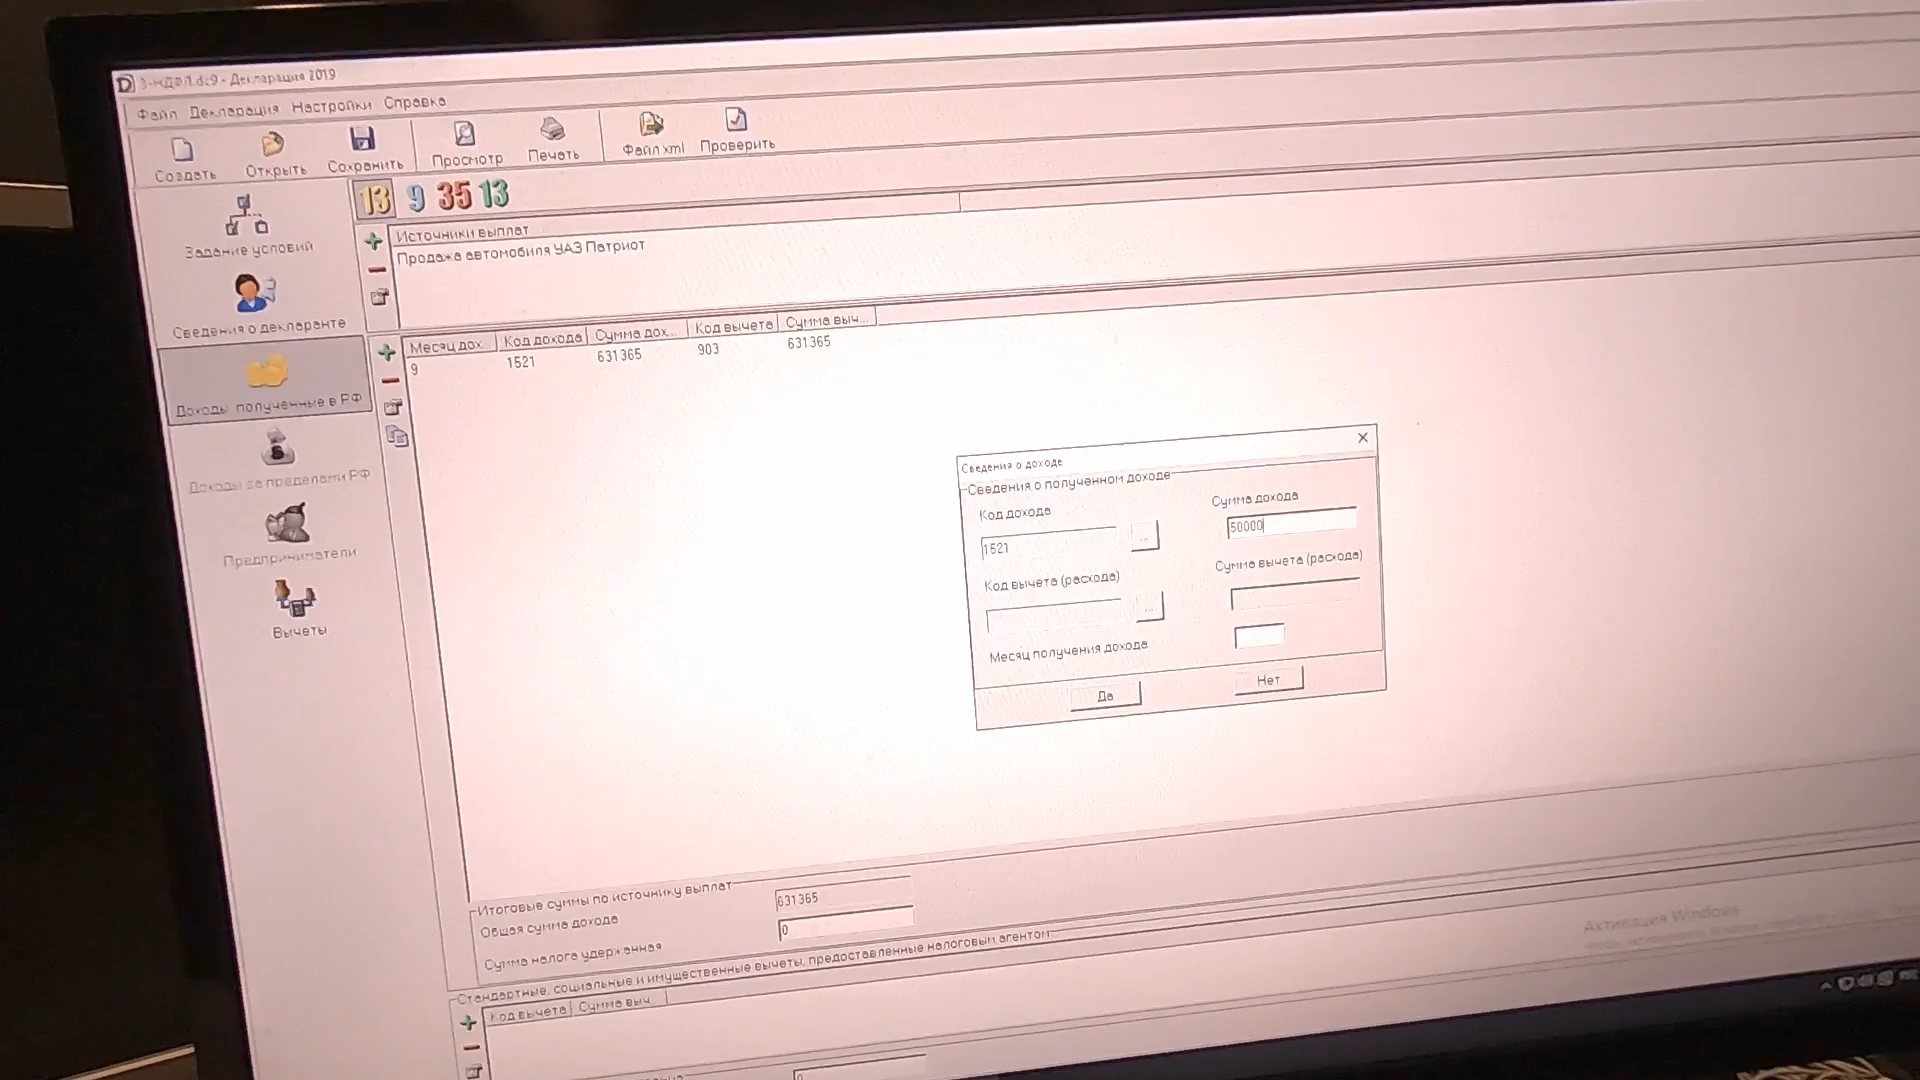 3-НДФЛ.dc9 - Декларация 2019
Файл Декларация Настройки Справка
Создать Открыть Сохранить Просмотр Печать Файл xml Проверить
13 9 35 13
Задание условий
Сведения о декларанте
Доходы, полученные в РФ
Доходы за пределами РФ
Предприниматели
Вычеты
Источники выплат
Продажа автомобиля УАЗ Патриот
Месяц дох... Код дохода Сумма дох... Код вычета Сумма выч...
9 1521 631365 903 631365
Сведения о доходе
Сведения о полученном доходе
Код дохода Сумма дохода
1521 ... 50000
Код вычета (расхода) Сумма вычета (расхода)
...
Месяц получения дохода
Да Нет
Итоговые суммы по источнику выплат
Общая сумма дохода 631365
Сумма налога удержанная 0
Стандартные, социальные и имущественные вычеты, предоставленные налоговым агентом
Код вычета Сумма выч...
0
Активация Windows